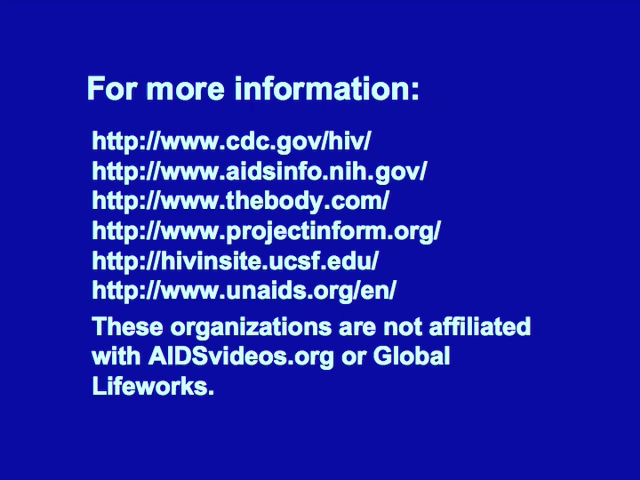 For more information:
http://www.cdc.gov/hiv/
http://www.aidsinfo.nih.gov/
http://www.thebody.com/
http://www.projectinform.org/
http://hivinsite.ucsf.edu/
http://www.unaids.org/en/
These organizations are not affiliated
with AIDSvideos.org or Global
Lifeworks.